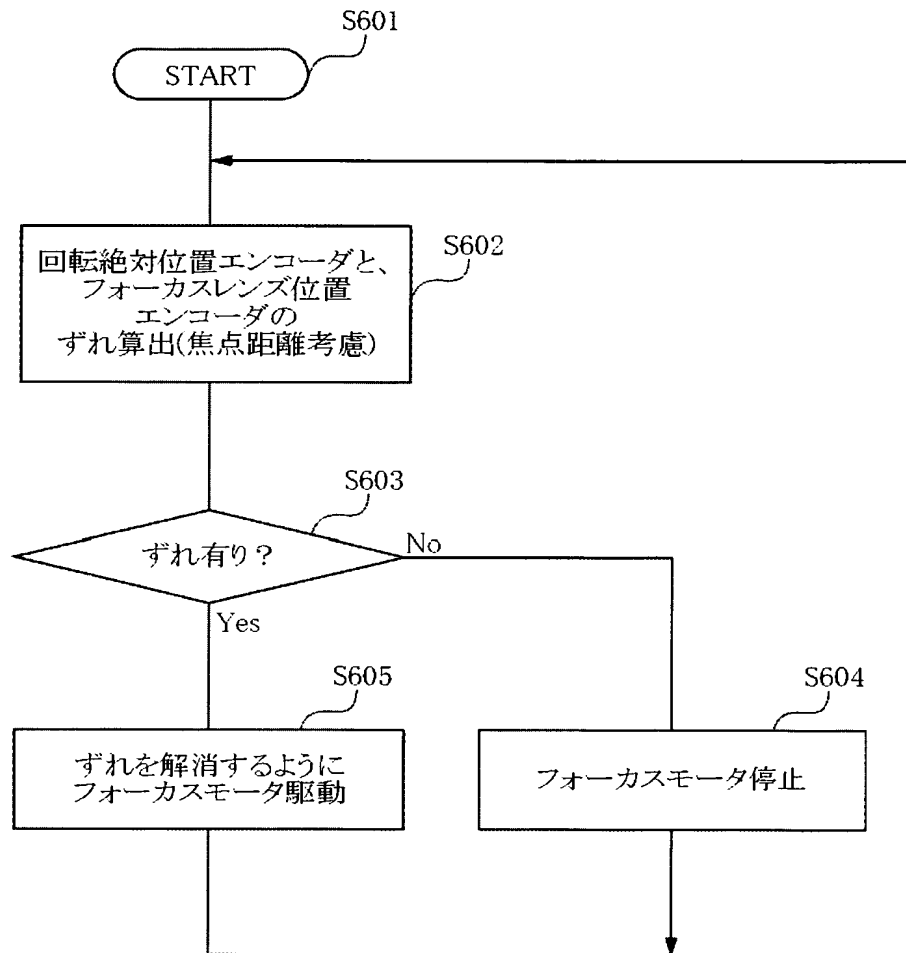 S601
START
S602
回転絶対位置エンコーダと、
フォーカスレンズ位置
エンコーダの
ずれ算出(焦点距離考慮)
S603
ずれ有り？
No
Yes
S605
ずれを解消するように
フォーカスモータ駆動
S604
フォーカスモータ停止